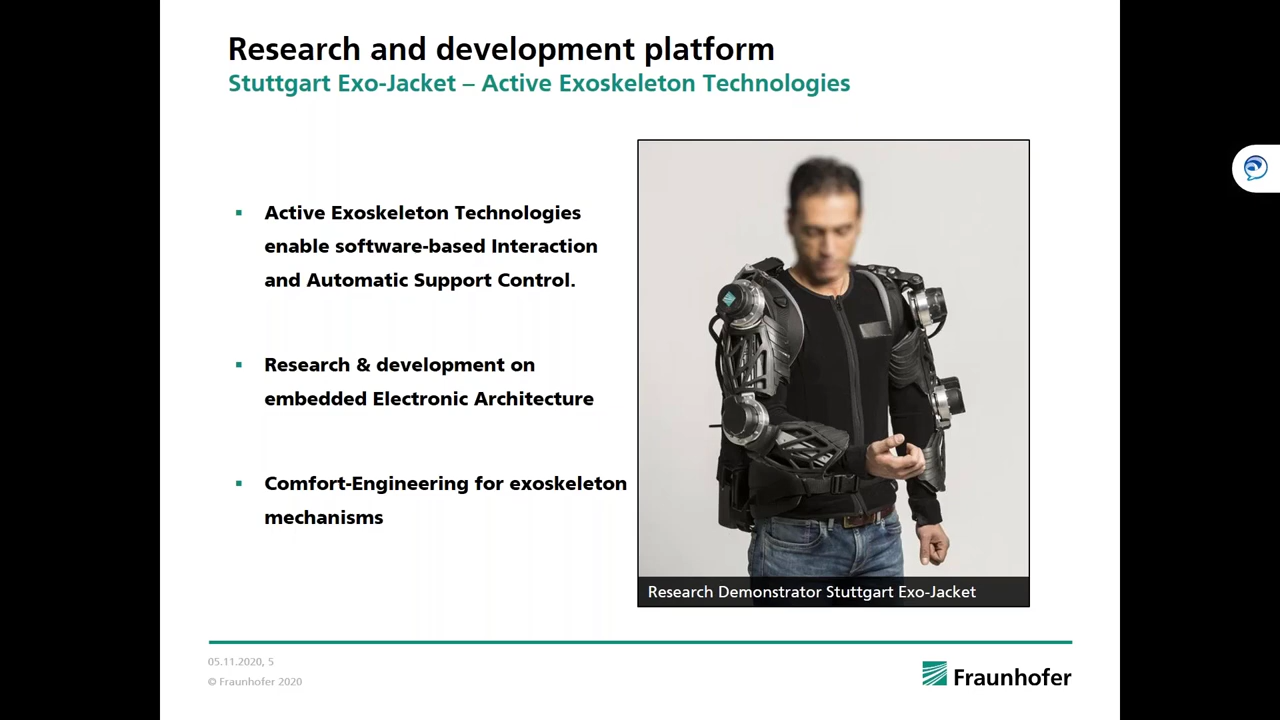 Research and development platform
Stuttgart Exo-Jacket – Active Exoskeleton Technologies
Active Exoskeleton Technologies
enable software-based Interaction
and Automatic Support Control.
Research & development on
embedded Electronic Architecture
Comfort-Engineering for exoskeleton
mechanisms
Research Demonstrator Stuttgart Exo-Jacket
05.11.2020, 5
© Fraunhofer 2020
Fraunhofer